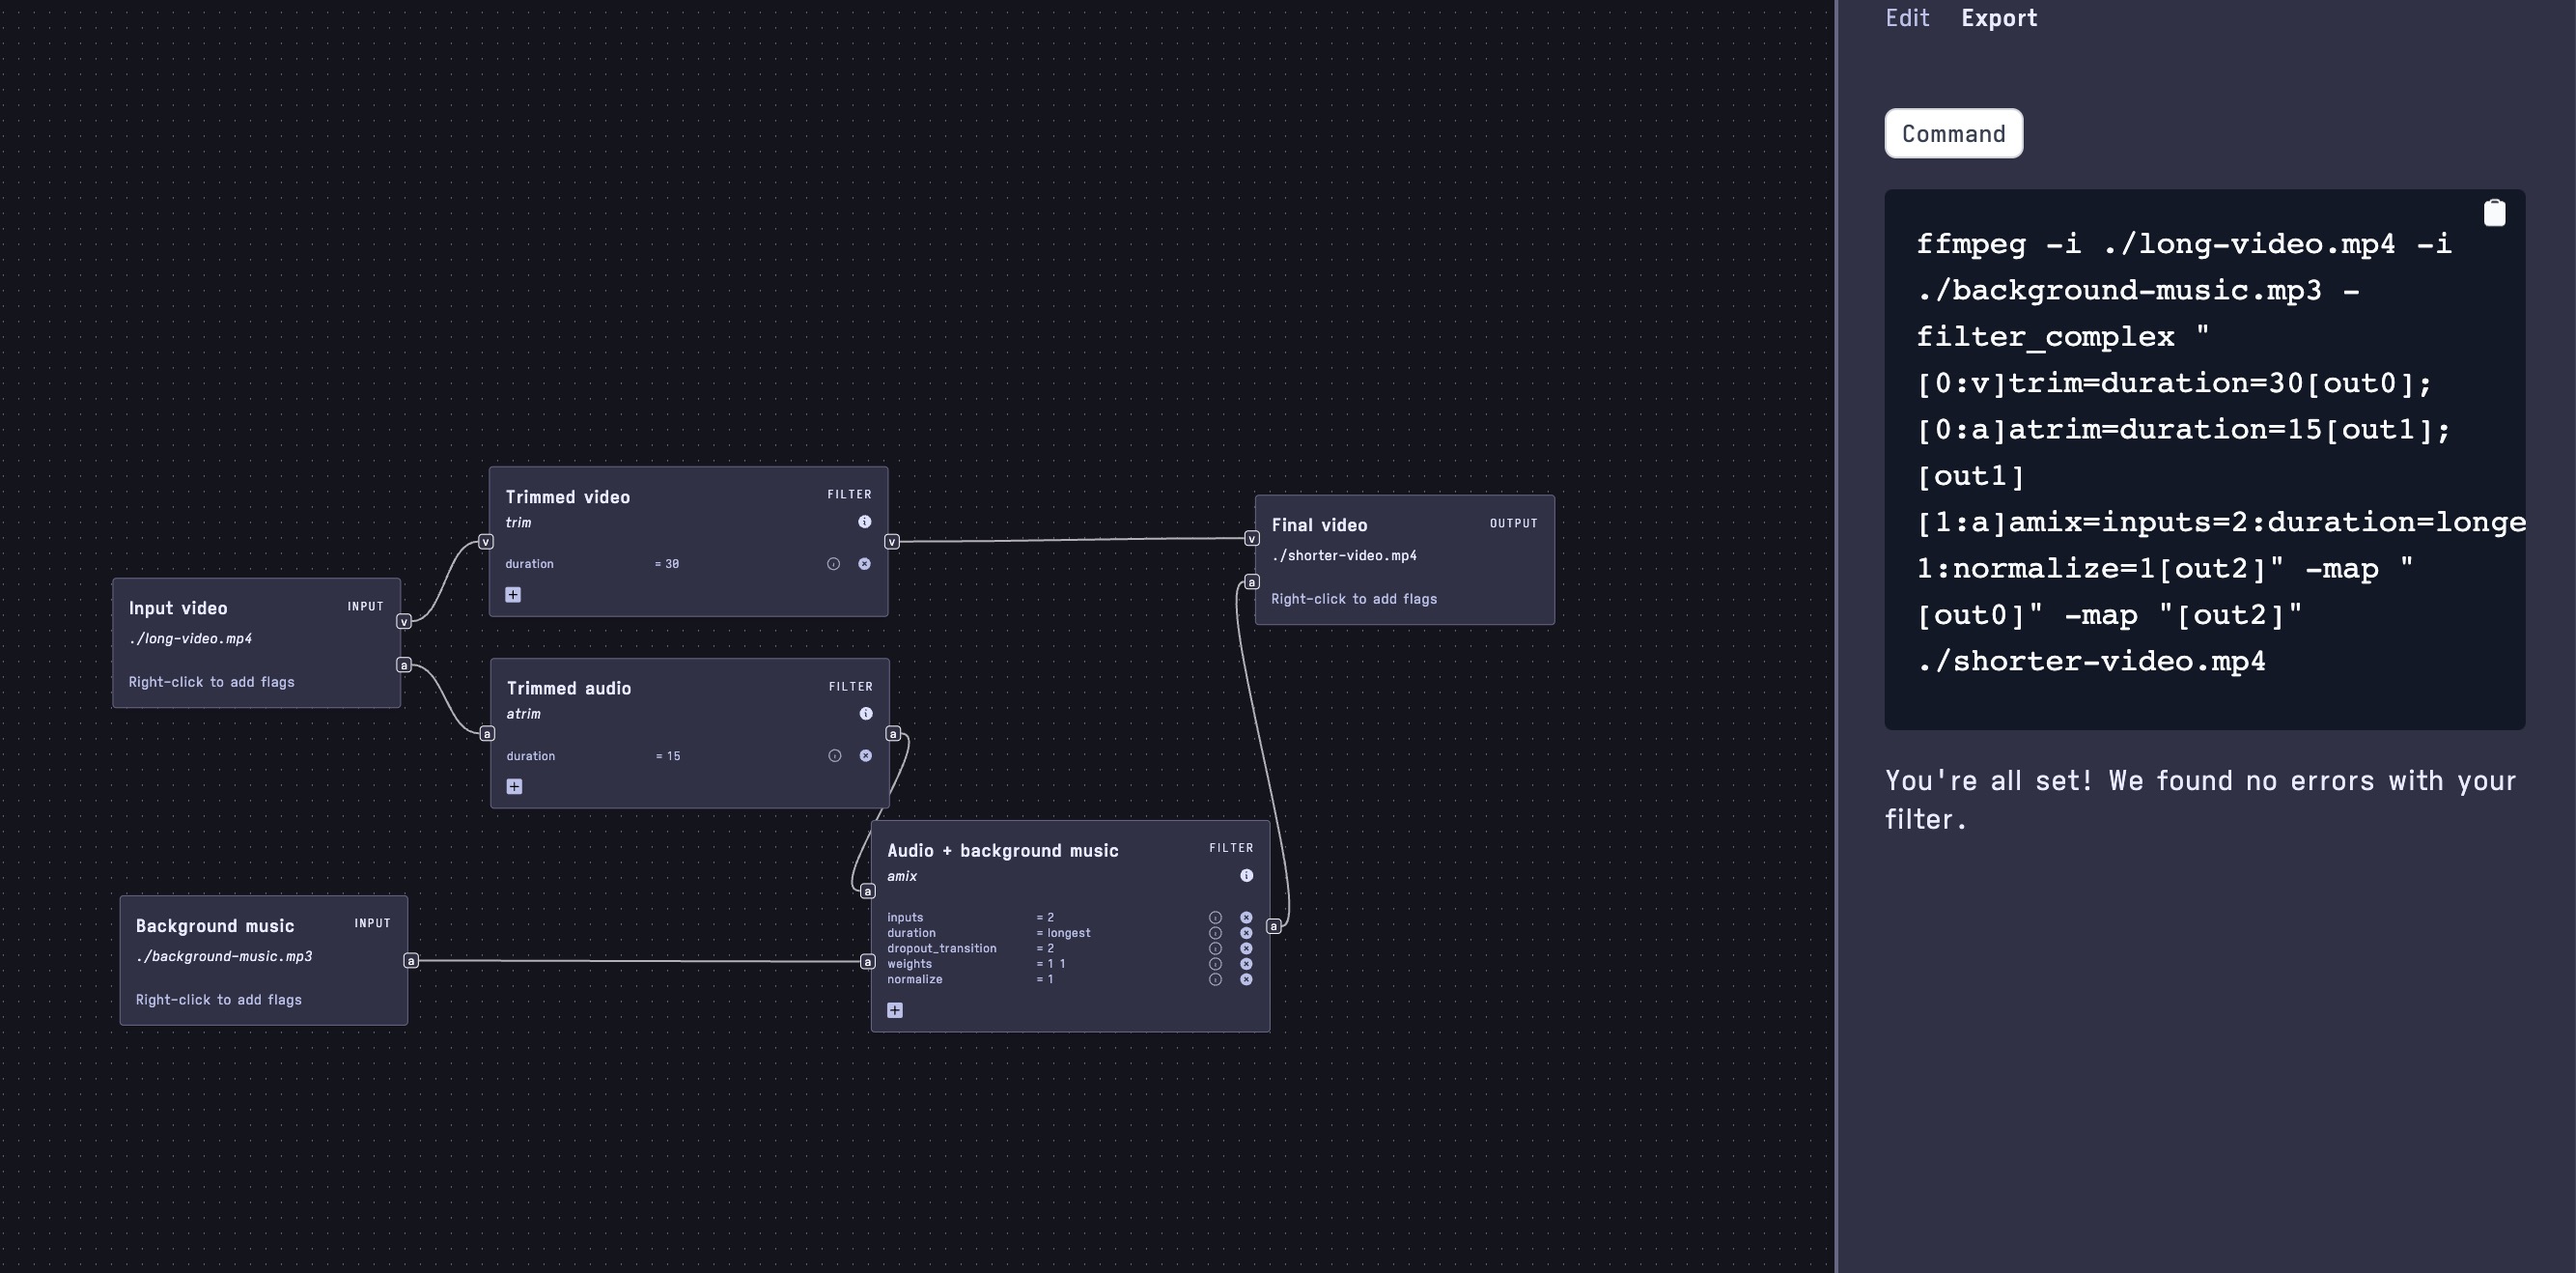 Edit Export
Command
ffmpeg -i ./long-video.mp4 -i
./background-music.mp3 -
filter_complex "
[0:v]trim=duration=30[out0];
[0:a]atrim=duration=15[out1];
[out1]
[1:a]amix=inputs=2:duration=longe
1:normalize=1[out2]" -map "
[out0]" -map "[out2]"
./shorter-video.mp4
You're all set! We found no errors with your
filter.
Input video INPUT
./long-video.mp4
Right-click to add flags
v
a
Trimmed video FILTER
trim
duration = 30
v
v
Trimmed audio FILTER
atrim
duration = 15
a
a
Background music INPUT
./background-music.mp3
Right-click to add flags
a
Audio + background music FILTER
amix
inputs = 2
duration = longest
dropout_transition = 2
weights = 1 1
normalize = 1
a
a
a
Final video OUTPUT
./shorter-video.mp4
Right-click to add flags
v
a